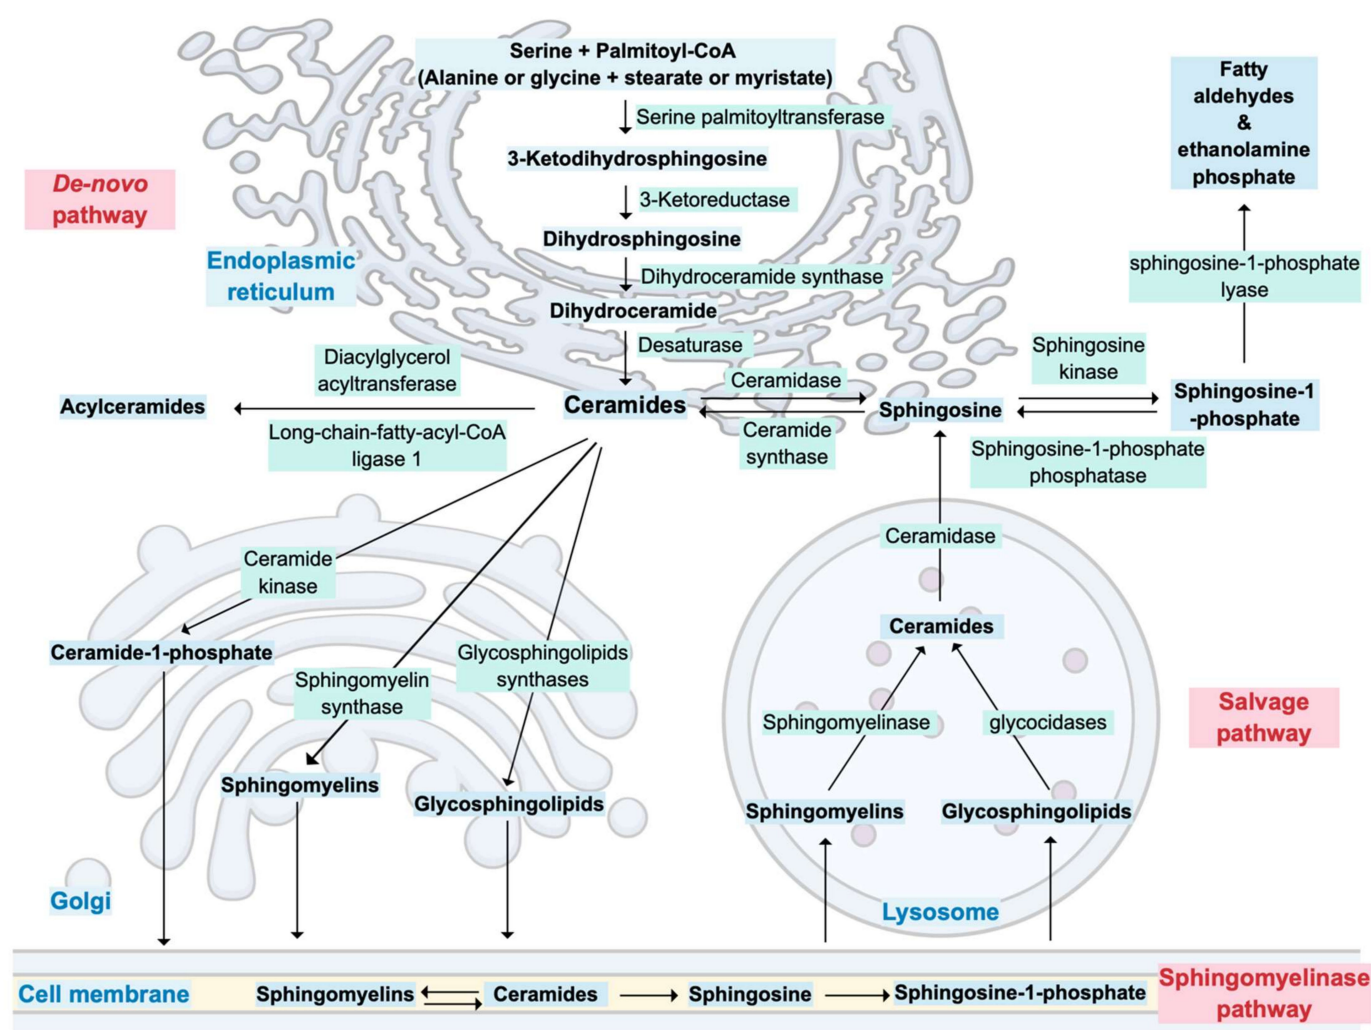 Serine + Palmitoyl-CoA
(Alanine or glycine + stearate or myristate)
Serine palmitoyltransferase
3-Ketodihydrosphingosine
3-Ketoreductase
Dihydrosphingosine
Dihydroceramide synthase
Dihydroceramide
Desaturase
De-novo
pathway
Endoplasmic
reticulum
Fatty
aldehydes
&
ethanolamine
phosphate
sphingosine-1-phosphate
lyase
Diacylglycerol
acyltransferase
Acylceramides
Long-chain-fatty-acyl-CoA
ligase 1
Ceramides
Ceramidase
Ceramide
synthase
Sphingosine
Sphingosine
kinase
Sphingosine-1-phosphate
phosphatase
Sphingosine-1
-phosphate
Ceramide
kinase
Ceramide-1-phosphate
Sphingomyelin
synthase
Glycosphingolipids
synthases
Sphingomyelins
Glycosphingolipids
Golgi
Ceramidase
Ceramides
Sphingomyelinase
glycocidases
Sphingomyelins
Glycosphingolipids
Lysosome
Salvage
pathway
Cell membrane
Sphingomyelins
Ceramides
Sphingosine
Sphingosine-1-phosphate
Sphingomyelinase
pathway